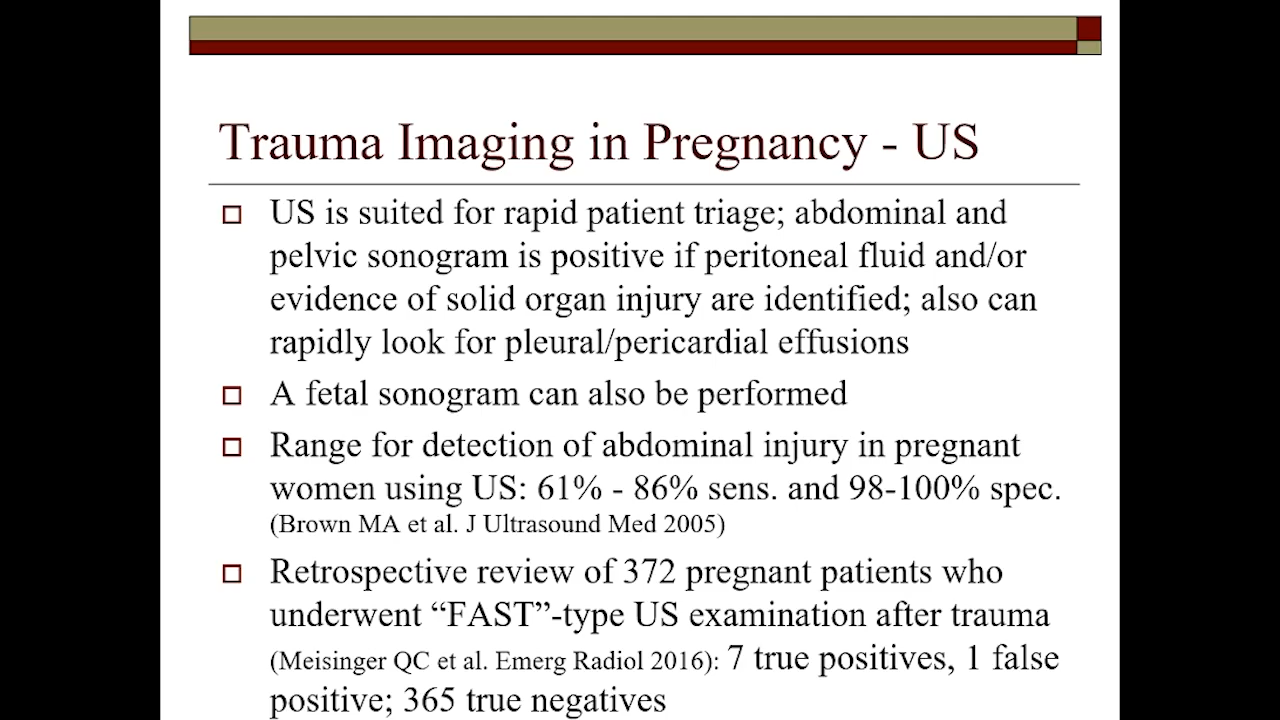 Trauma Imaging in Pregnancy - US
US is suited for rapid patient triage; abdominal and
pelvic sonogram is positive if peritoneal fluid and/or
evidence of solid organ injury are identified; also can
rapidly look for pleural/pericardial effusions
A fetal sonogram can also be performed
Range for detection of abdominal injury in pregnant
women using US: 61% - 86% sens. and 98-100% spec.
(Brown MA et al. J Ultrasound Med 2005)
Retrospective review of 372 pregnant patients who
underwent “FAST”-type US examination after trauma
(Meisinger QC et al. Emerg Radiol 2016): 7 true positives, 1 false
positive; 365 true negatives